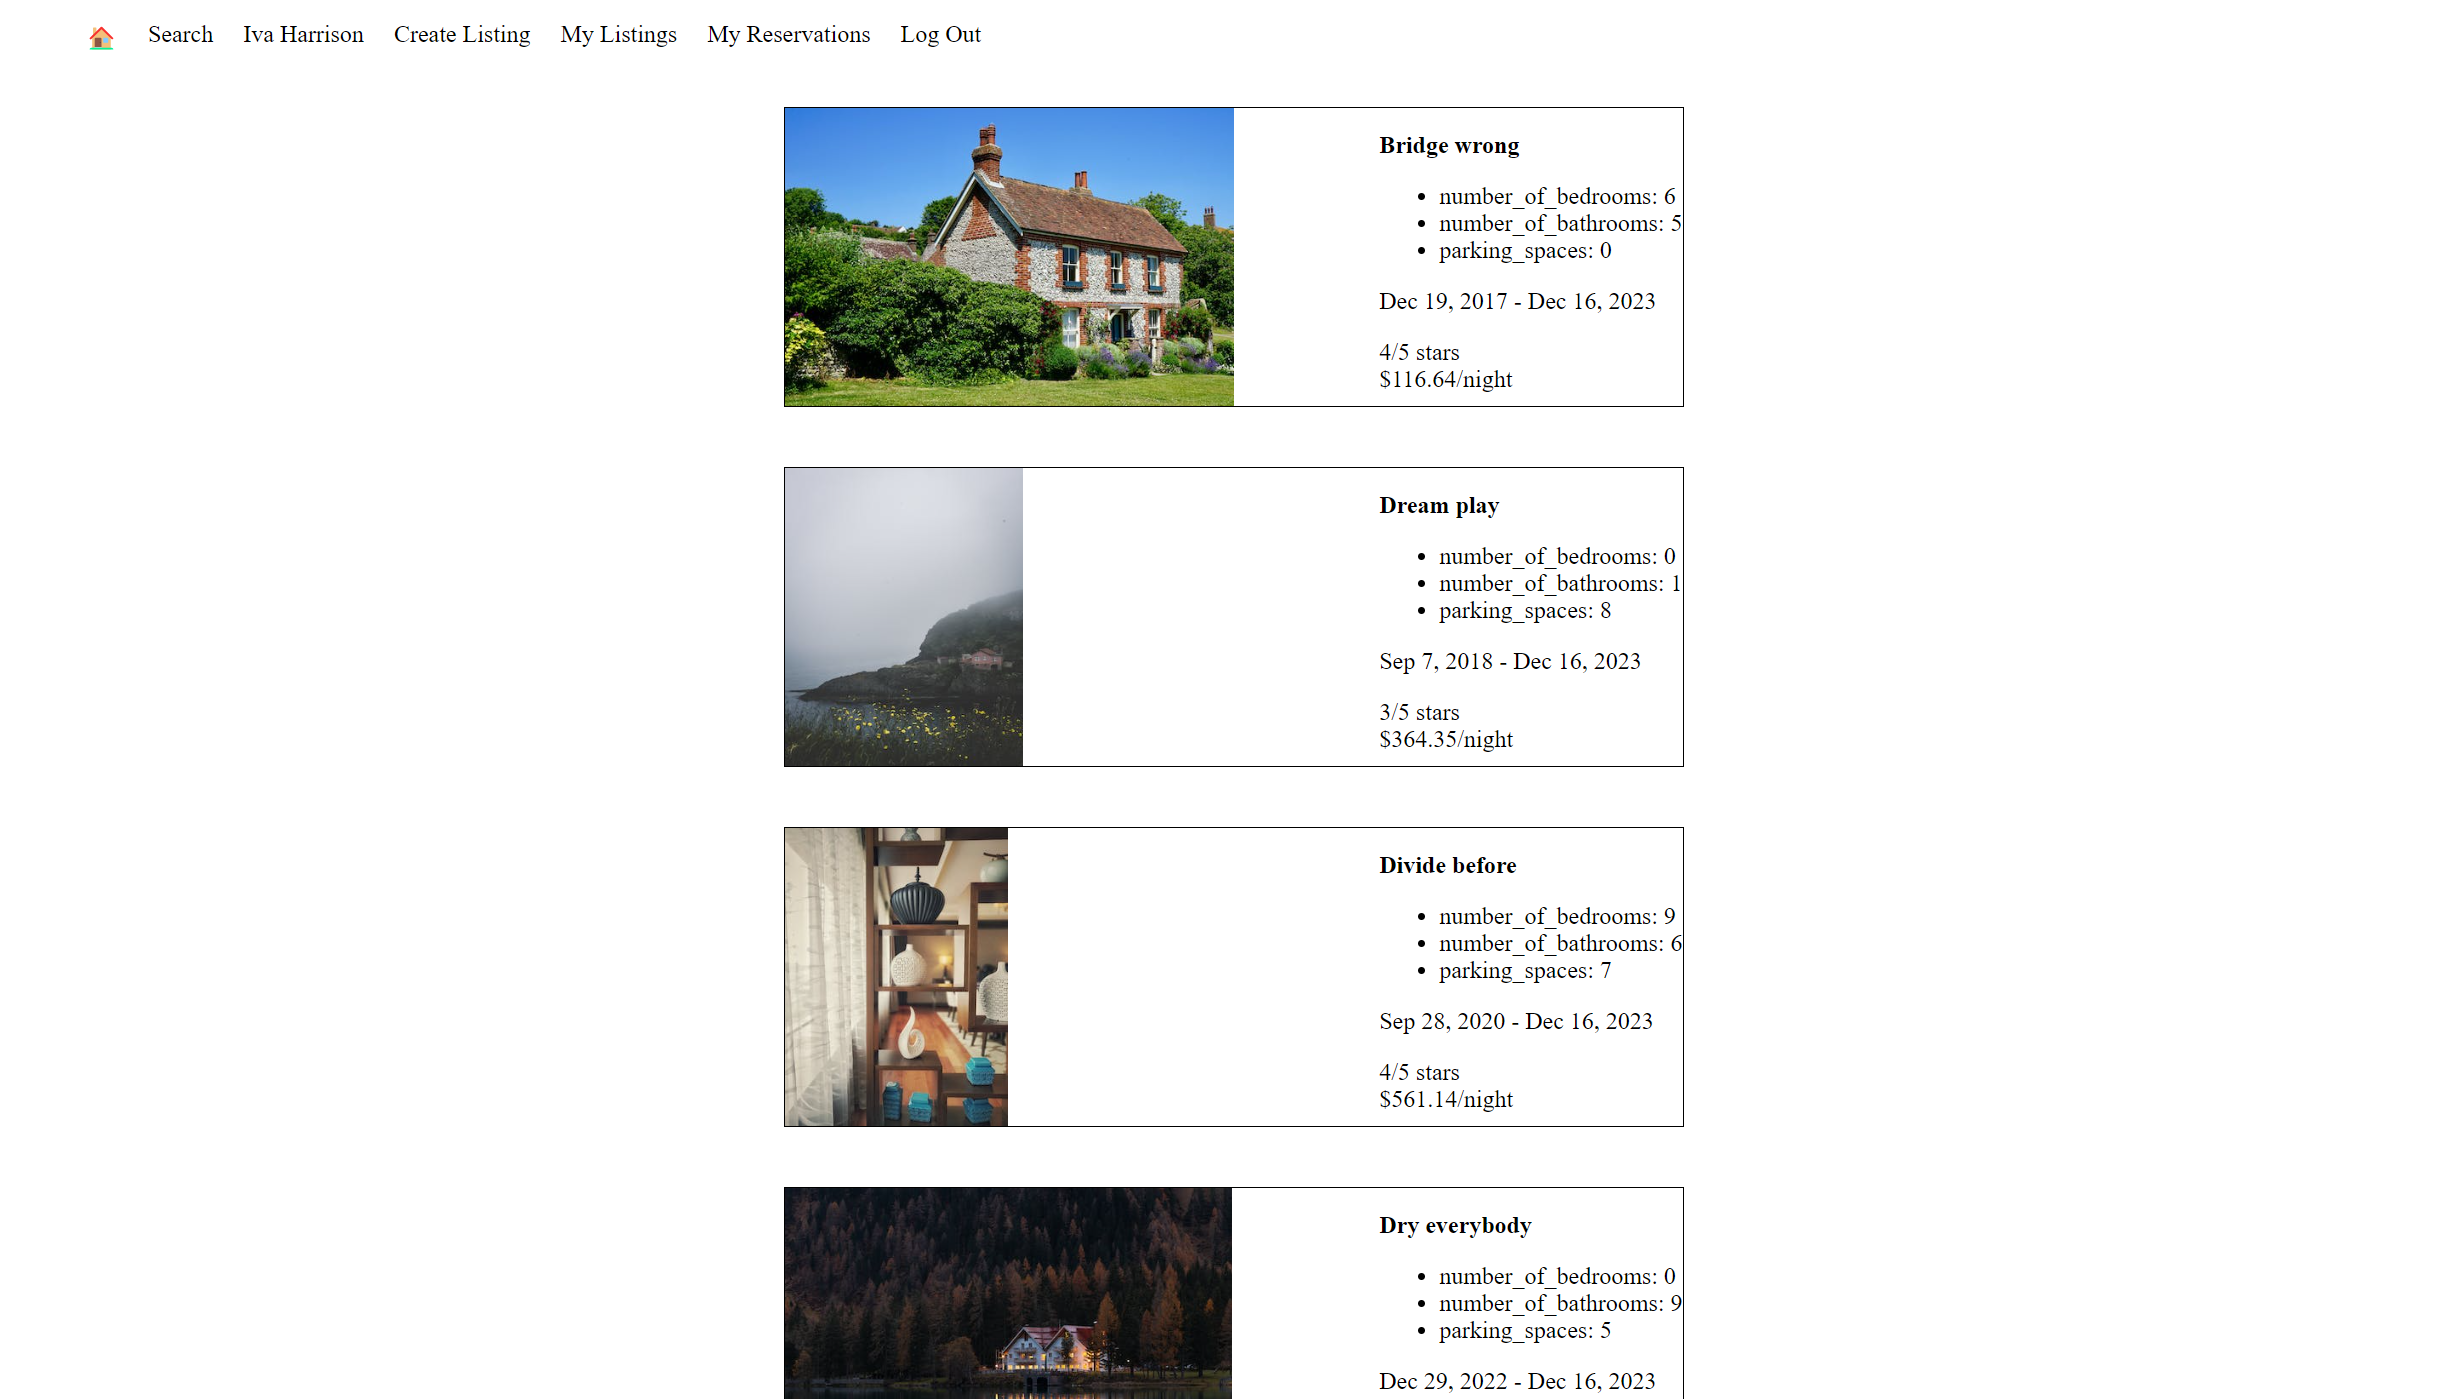 Search Iva Harrison Create Listing My Listings My Reservations Log Out
Bridge wrong
number_of_bedrooms: 6
number_of_bathrooms: 5
parking_spaces: 0
Dec 19, 2017 - Dec 16, 2023
4/5 stars
$116.64/night
Dream play
number_of_bedrooms: 0
number_of_bathrooms: 1
parking_spaces: 8
Sep 7, 2018 - Dec 16, 2023
3/5 stars
$364.35/night
Divide before
number_of_bedrooms: 9
number_of_bathrooms: 6
parking_spaces: 7
Sep 28, 2020 - Dec 16, 2023
4/5 stars
$561.14/night
Dry everybody
number_of_bedrooms: 0
number_of_bathrooms: 9
parking_spaces: 5
Dec 29, 2022 - Dec 16, 2023